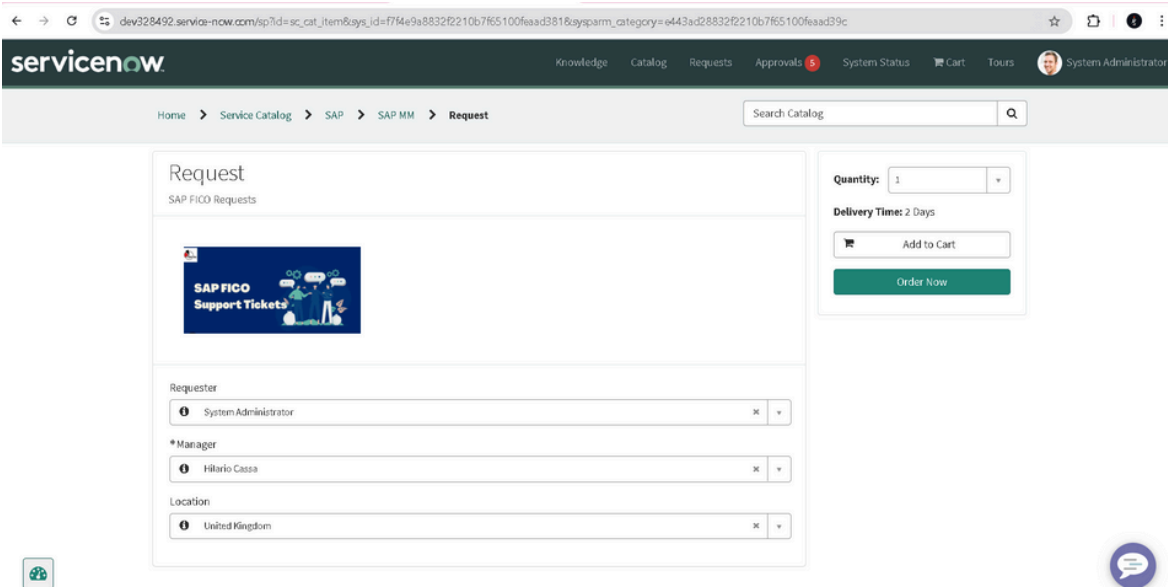 dev328492.service-now.com/sp?id=sc_cat_item&sys_id=f7f4e9a8832f2210b7f65100feaad381&sysparm_category=e443ad28832f2210b7f65100feaad39c
servicenow
Knowledge Catalog Requests Approvals 5 System Status Cart Tours System Administrator
Home > Service Catalog > SAP > SAP MM > Request
Search Catalog
Request
SAP FICO Requests
SAP FICO
Support Tickets
Requester
System Administrator
*Manager
Hilario Cassa
Location
United Kingdom
Quantity: 1
Delivery Time: 2 Days
Add to Cart
Order Now